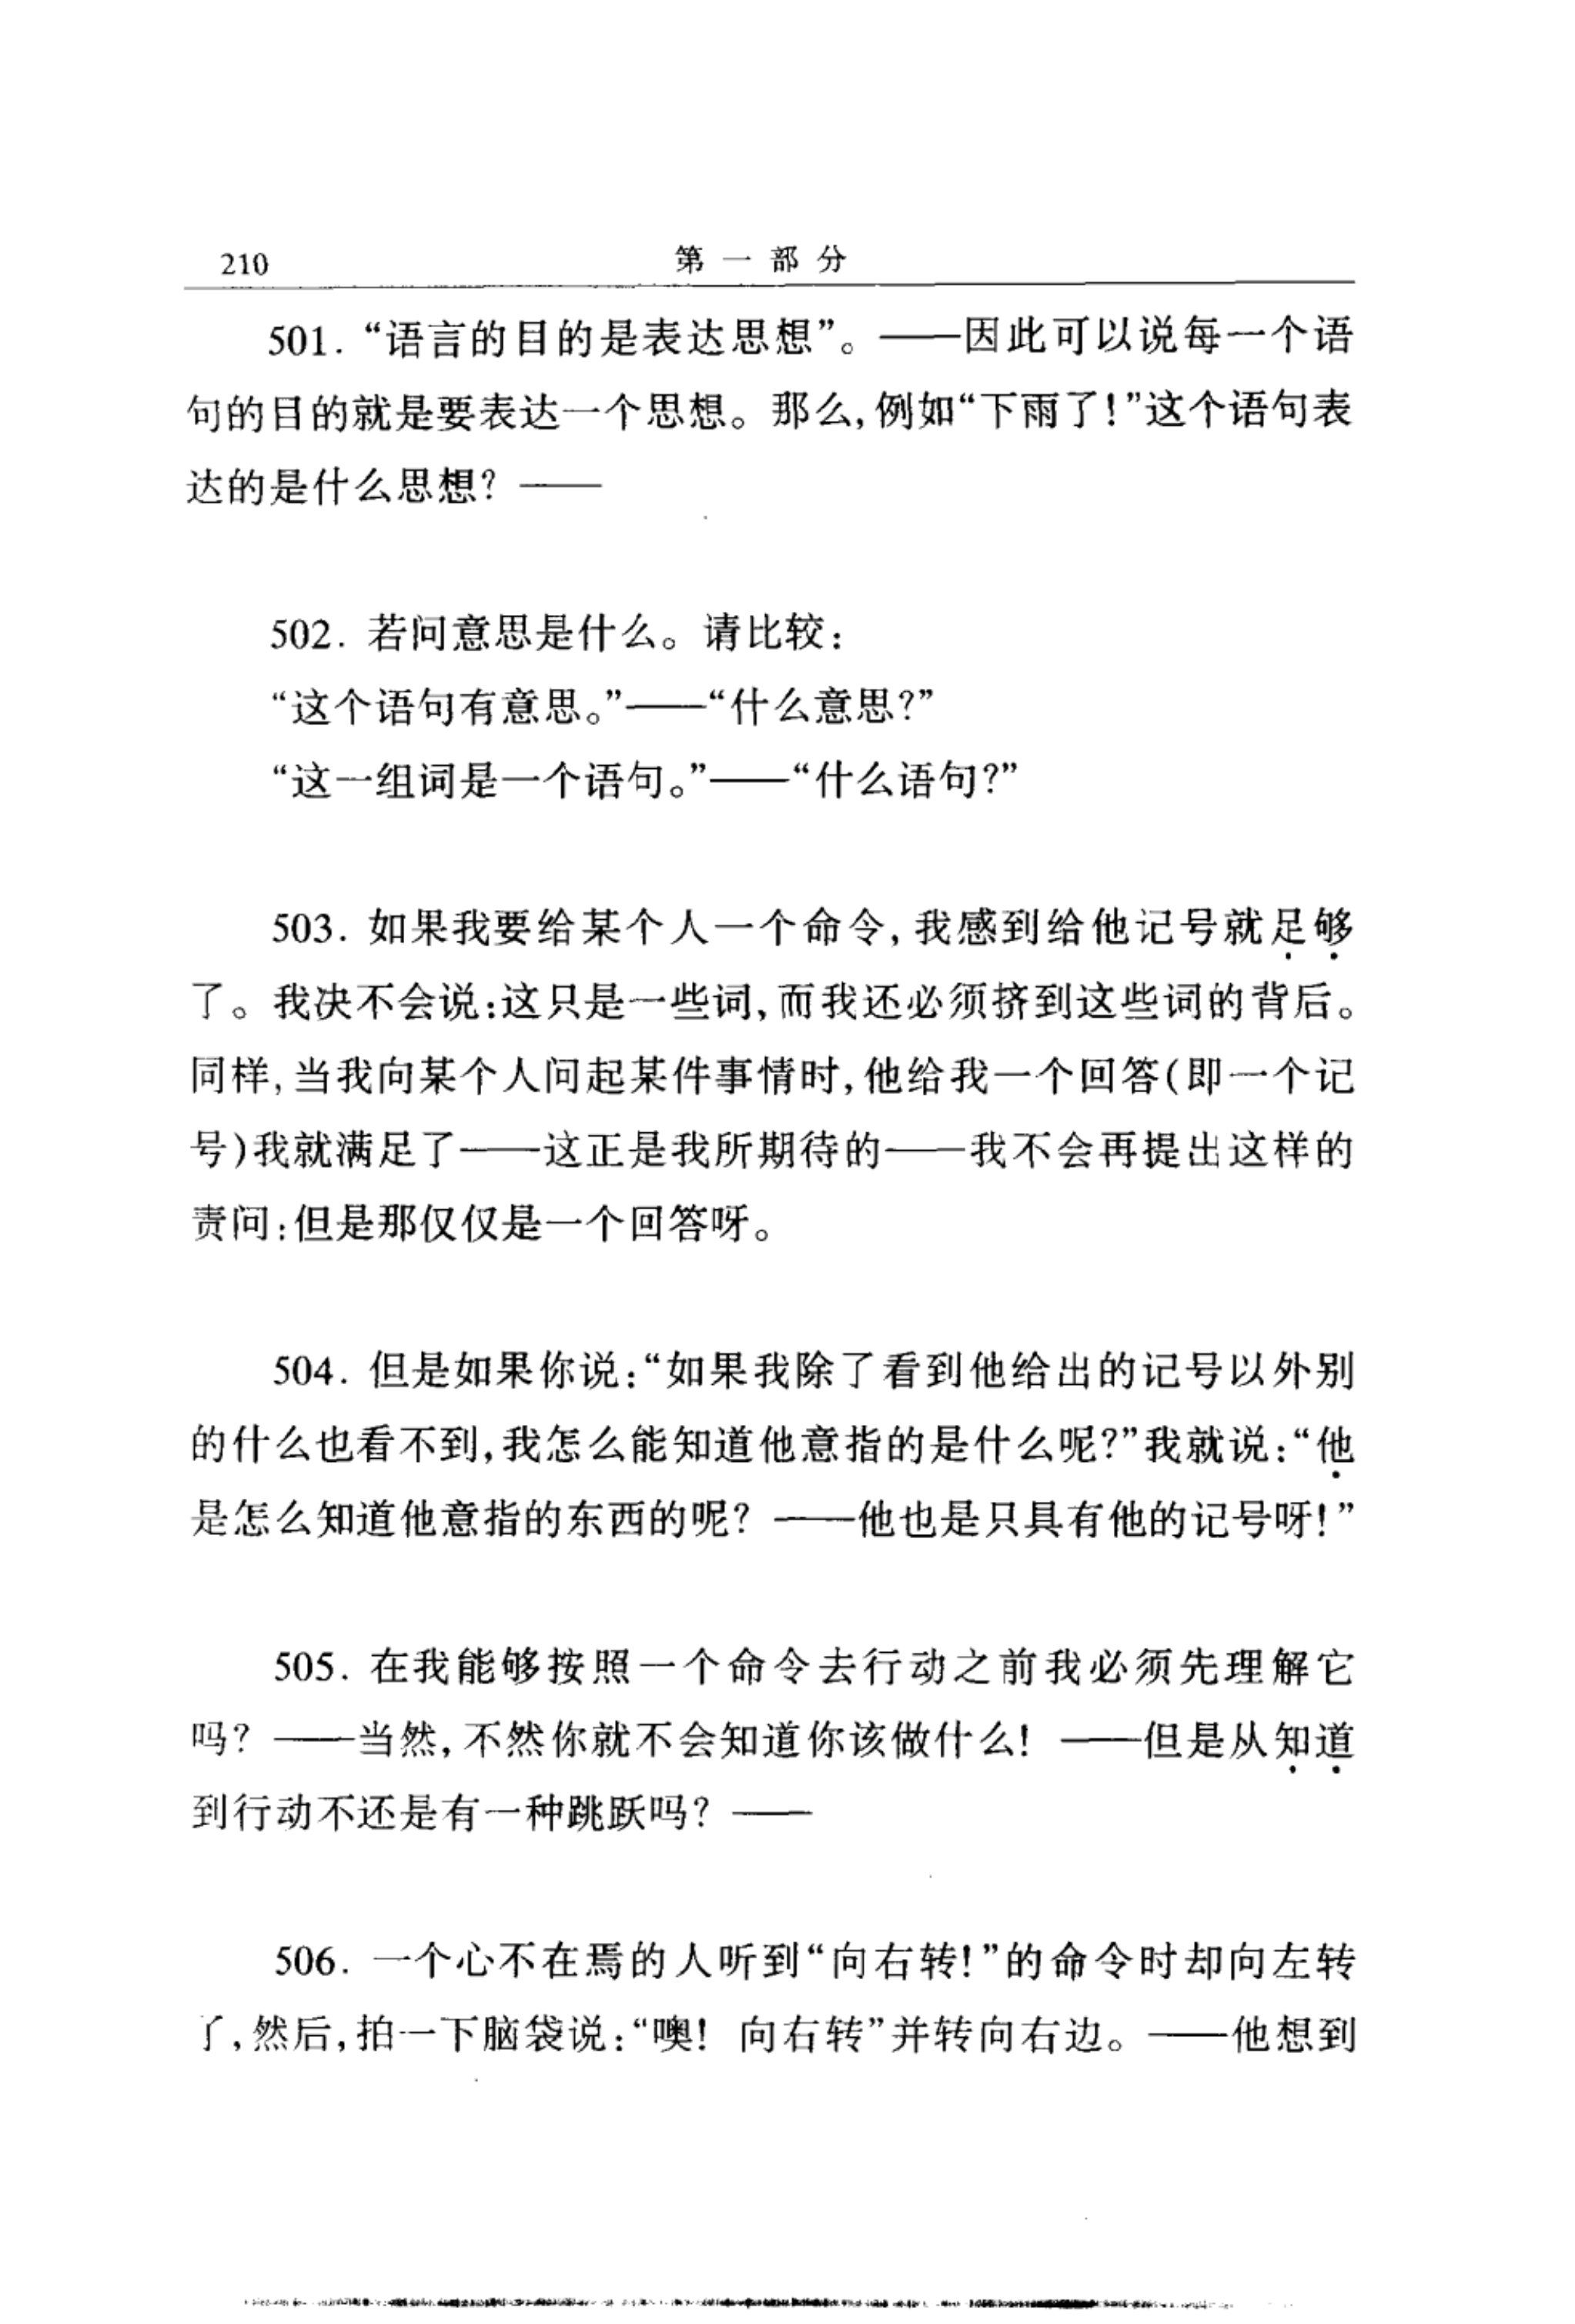 210
第一部分
501. “语言的目的是表达思想”。——因此可以说每一个语
句的目的就是要表达一个思想。那么,例如“下雨了!”这个语句表
达的是什么思想? ——
502. 若问意思是什么。请比较:
“这个语句有意思。”——“什么意思?”
“这一组词是一个语句。”——“什么语句?”
503. 如果我要给某个人一个命令,我感到给他记号就足够
了。我决不会说:这只是一些词,而我还必须挤到这些词的背后。
同样,当我向某个人问起某件事情时,他给我一个回答(即一个记
号)我就满足了——这正是我所期待的——我不会再提出这样的
责问:但是那仅仅是一个回答呀。
504. 但是如果你说:“如果我除了看到他给出的记号以外别
的什么也看不到,我怎么能知道他意指的是什么呢?”我就说:“他
是怎么知道他意指的东西的呢? ——他也是只具有他的记号呀!”
505. 在我能够按照一个命令去行动之前我必须先理解它
吗? ——当然,不然你就不会知道你该做什么! ——但是从知道
到行动不还是有一种跳跃吗? ——
506. 一个心不在焉的人听到“向右转!”的命令时却向左转
了,然后,拍一下脑袋说:“噢! 向右转”并转向右边。——他想到